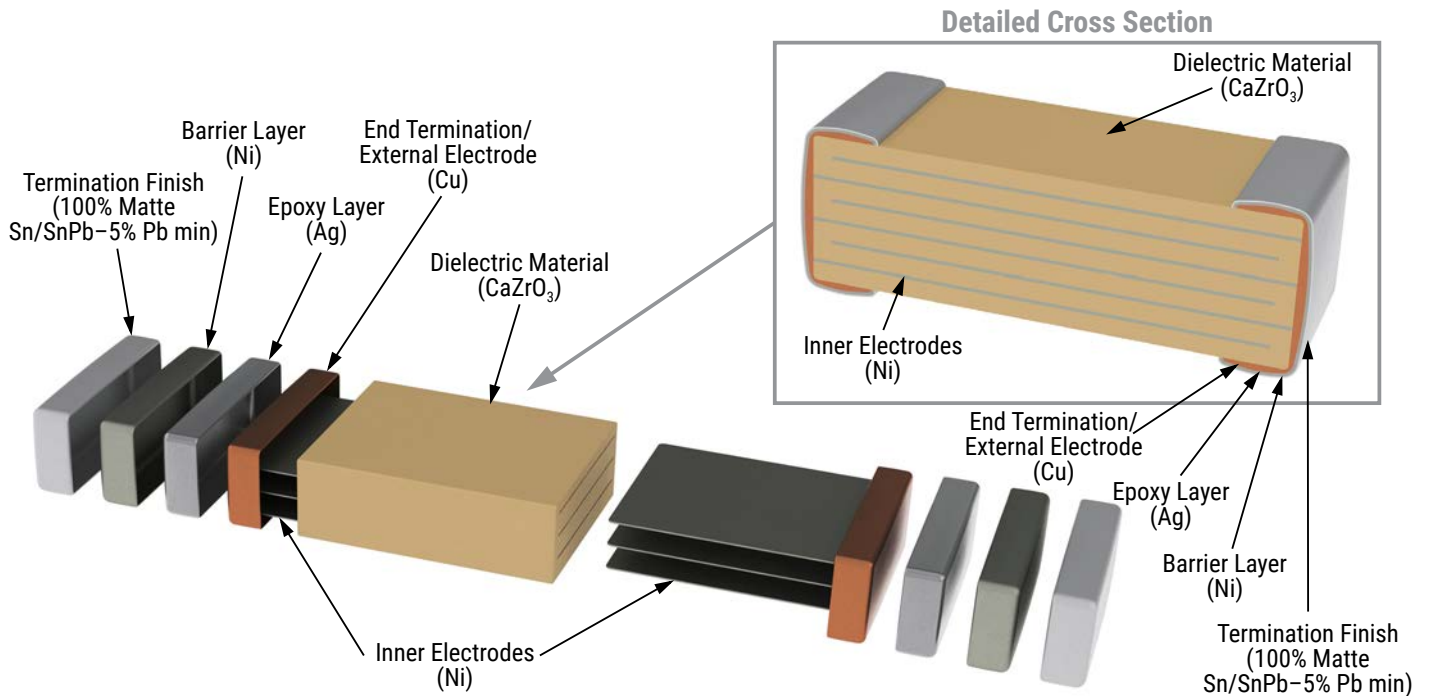 Detailed Cross Section
Dielectric Material
(CaZrO₃)
Inner Electrodes
(Ni)
End Termination/
External Electrode
(Cu)
Epoxy Layer
(Ag)
Barrier Layer
(Ni)
Termination Finish
(100% Matte
Sn/SnPb–5% Pb min)
Termination Finish
(100% Matte
Sn/SnPb–5% Pb min)
Barrier Layer
(Ni)
Epoxy Layer
(Ag)
End Termination/
External Electrode
(Cu)
Dielectric Material
(CaZrO₃)
Inner Electrodes
(Ni)